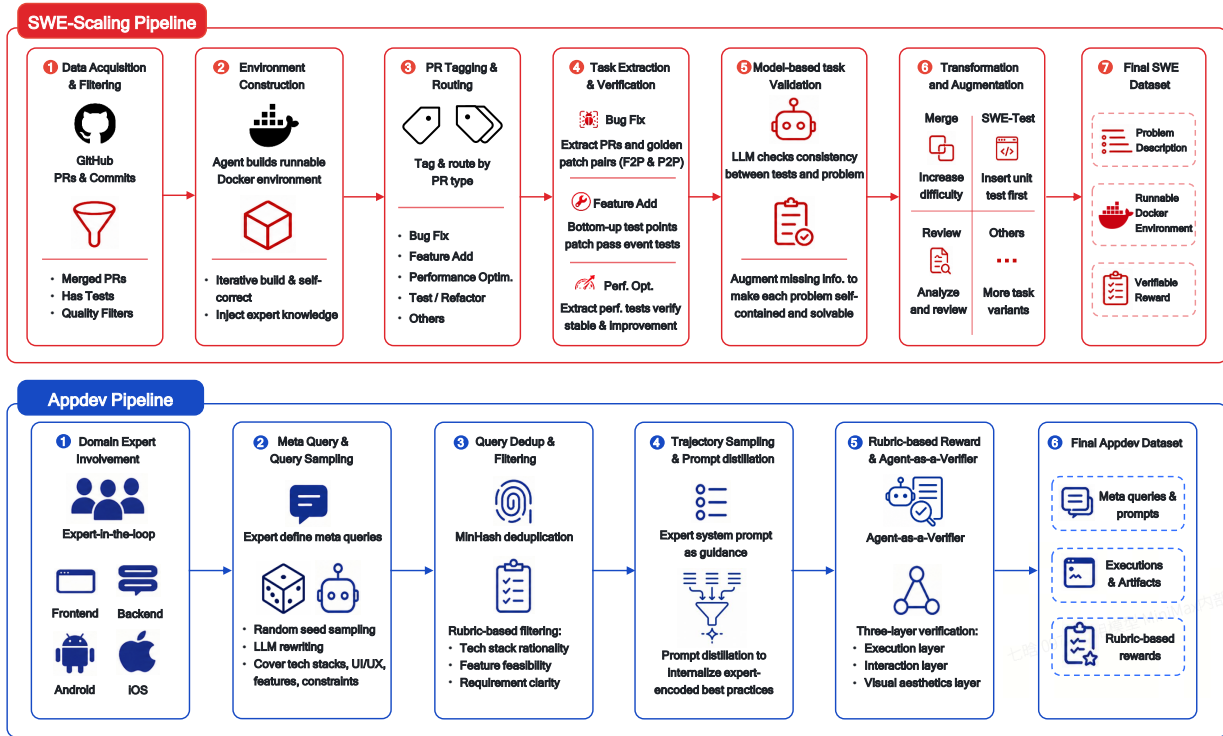 SWE-Scaling Pipeline
1 Data Acquisition
& Filtering
GitHub
PRs & Commits
• Merged PRs
• Has Tests
• Quality Filters
2 Environment
Construction
Agent builds runnable
Docker environment
• Iterative build & self-
correct
• Inject expert knowledge
3 PR Tagging &
Routing
Tag & route by
PR type
• Bug Fix
• Feature Add
• Performance Optim.
• Test / Refactor
• Others
4 Task Extraction
& Verification
Bug Fix
Extract PRs and golden
patch pairs (F2P & P2P)
Feature Add
Bottom-up test points
patch pass event tests
Perf. Opt.
Extract perf. tests verify
stable & improvement
5 Model-based task
Validation
LLM checks consistency
between tests and problem
Augment missing info. to
make each problem self-
contained and solvable
6 Transformation
and Augmentation
Merge
Increase
difficulty
SWE-Test
Insert unit
test first
Review
Analyze
and review
Others
More task
variants
7 Final SWE
Dataset
Problem
Description
Runnable
Docker
Environment
Verifiable
Reward
Appdev Pipeline
1 Domain Expert
Involvement
Expert-in-the-loop
Frontend
Backend
Android
iOS
2 Meta Query &
Query Sampling
Expert define meta queries
• Random seed sampling
• LLM rewriting
• Cover tech stacks, UI/UX,
features, constraints
3 Query Dedup &
Filtering
MinHash deduplication
Rubric-based filtering:
• Tech stack rationality
• Feature feasibility
• Requirement clarity
4 Trajectory Sampling
& Prompt distillation
Expert system prompt
as guidance
Prompt distillation to
internalize expert-
encoded best practices
5 Rubric-based Reward
& Agent-as-a-Verifier
Agent-as-a-Verifier
Three-layer verification:
• Execution layer
• Interaction layer
• Visual aesthetics layer
6 Final Appdev Dataset
Meta queries &
prompts
Executions
& Artifacts
Rubric-based
rewards